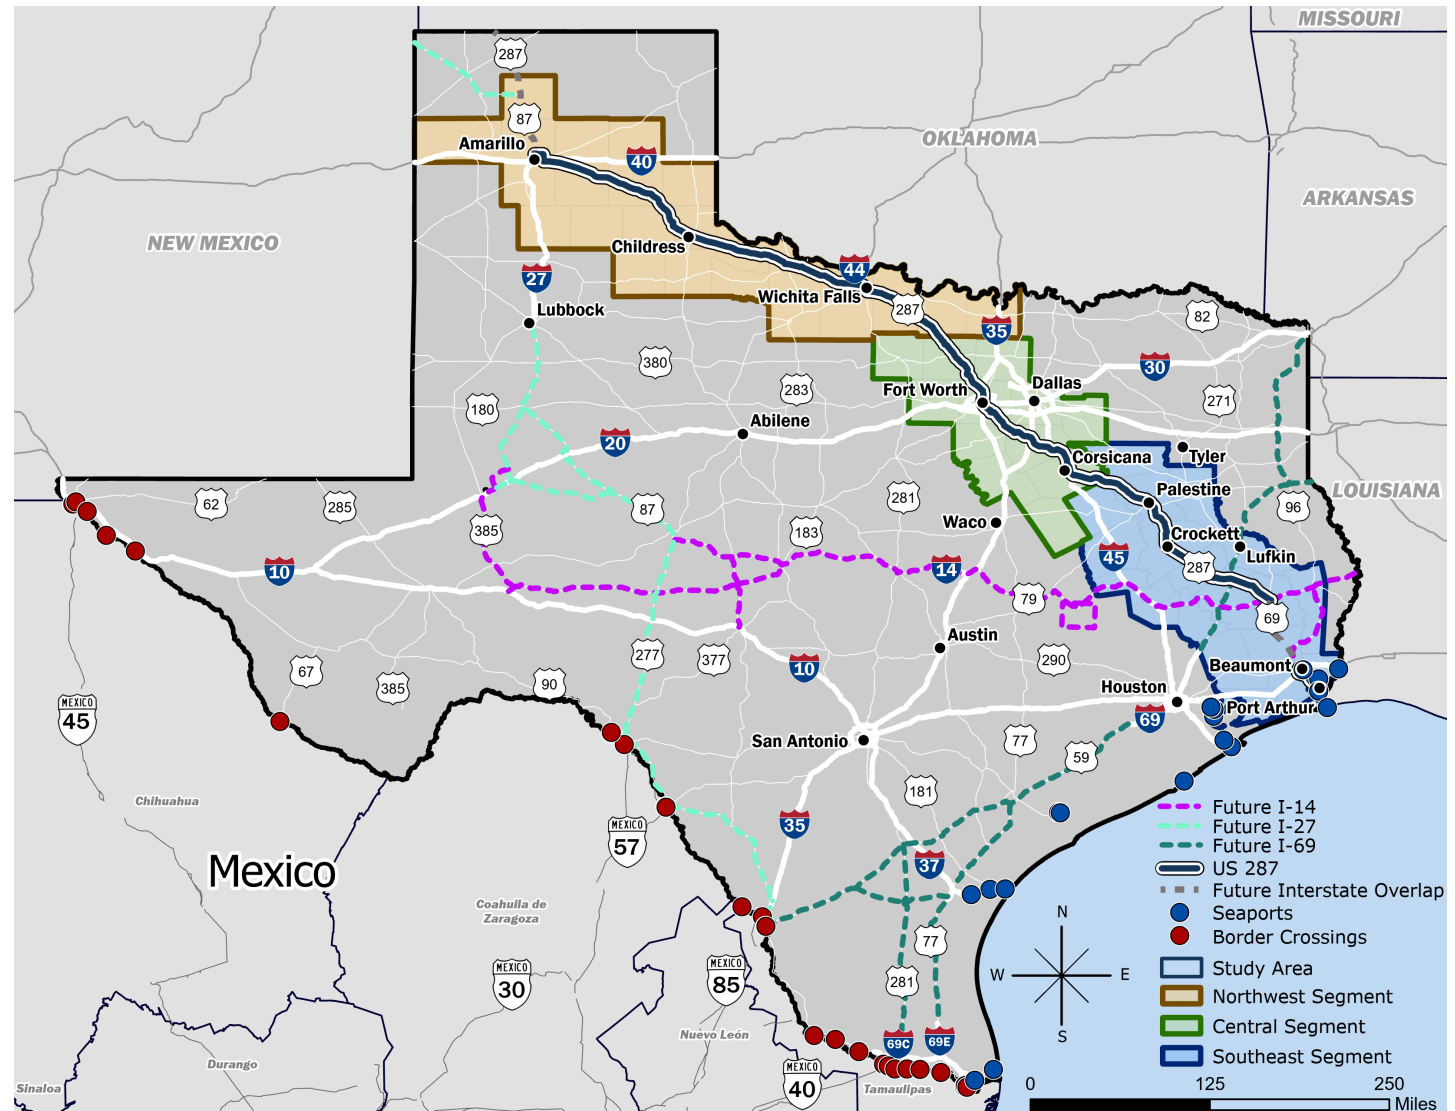 MISSOURI
287
87
Amarillo
40
OKLAHOMA
ARKANSAS
NEW MEXICO
Childress
27
44
Wichita Falls
287
Lubbock
82
35
380
30
283
Fort Worth
Dallas
180
271
Abilene
20
Corsicana
Tyler
Palestine
LOUISIANA
62
285
281
87
96
385
Waco
183
Crockett
Lufkin
10
14
45
287
79
69
Austin
277
377
10
290
Beaumont
67
385
90
Houston
MEXICO
45
69
Port Arthur
San Antonio
77
59
Chihuahua
181
35
MEXICO
57
37
Mexico
Coahuila de
Zaragoza
77
MEXICO
30
MEXICO
85
281
Nuevo León
69C
69E
Durango
MEXICO
40
Tamaulipas
Sinaloa
Future I-14
Future I-27
Future I-69
US 287
Future Interstate Overlap
Seaports
Border Crossings
Study Area
Northwest Segment
Central Segment
Southeast Segment
N
W
E
S
0
125
250
Miles